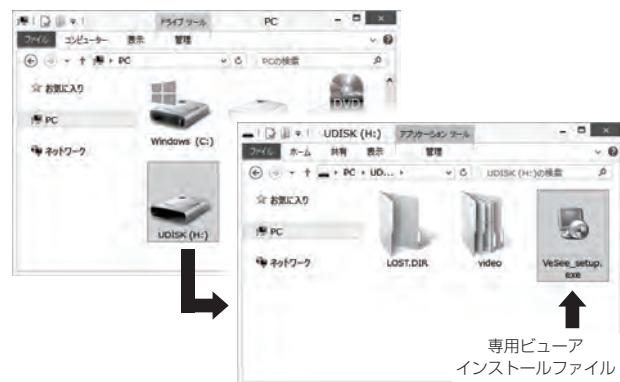 ドライブ ツール
PC
ファイル
コンピューター
表示
管理
PC
PCの検索
お気に入り
PC
ネットワーク
Windows (C:)
DVD
UDISK (H:)
UDISK (H:)
アプリケーション ツール
ファイル
ホーム
共有
表示
管理
PC
UD...
UDISK (H:)の検索
お気に入り
PC
ネットワーク
LOST.DIR
video
VeSee_setup.
exe
専用ビューア
インストールファイル